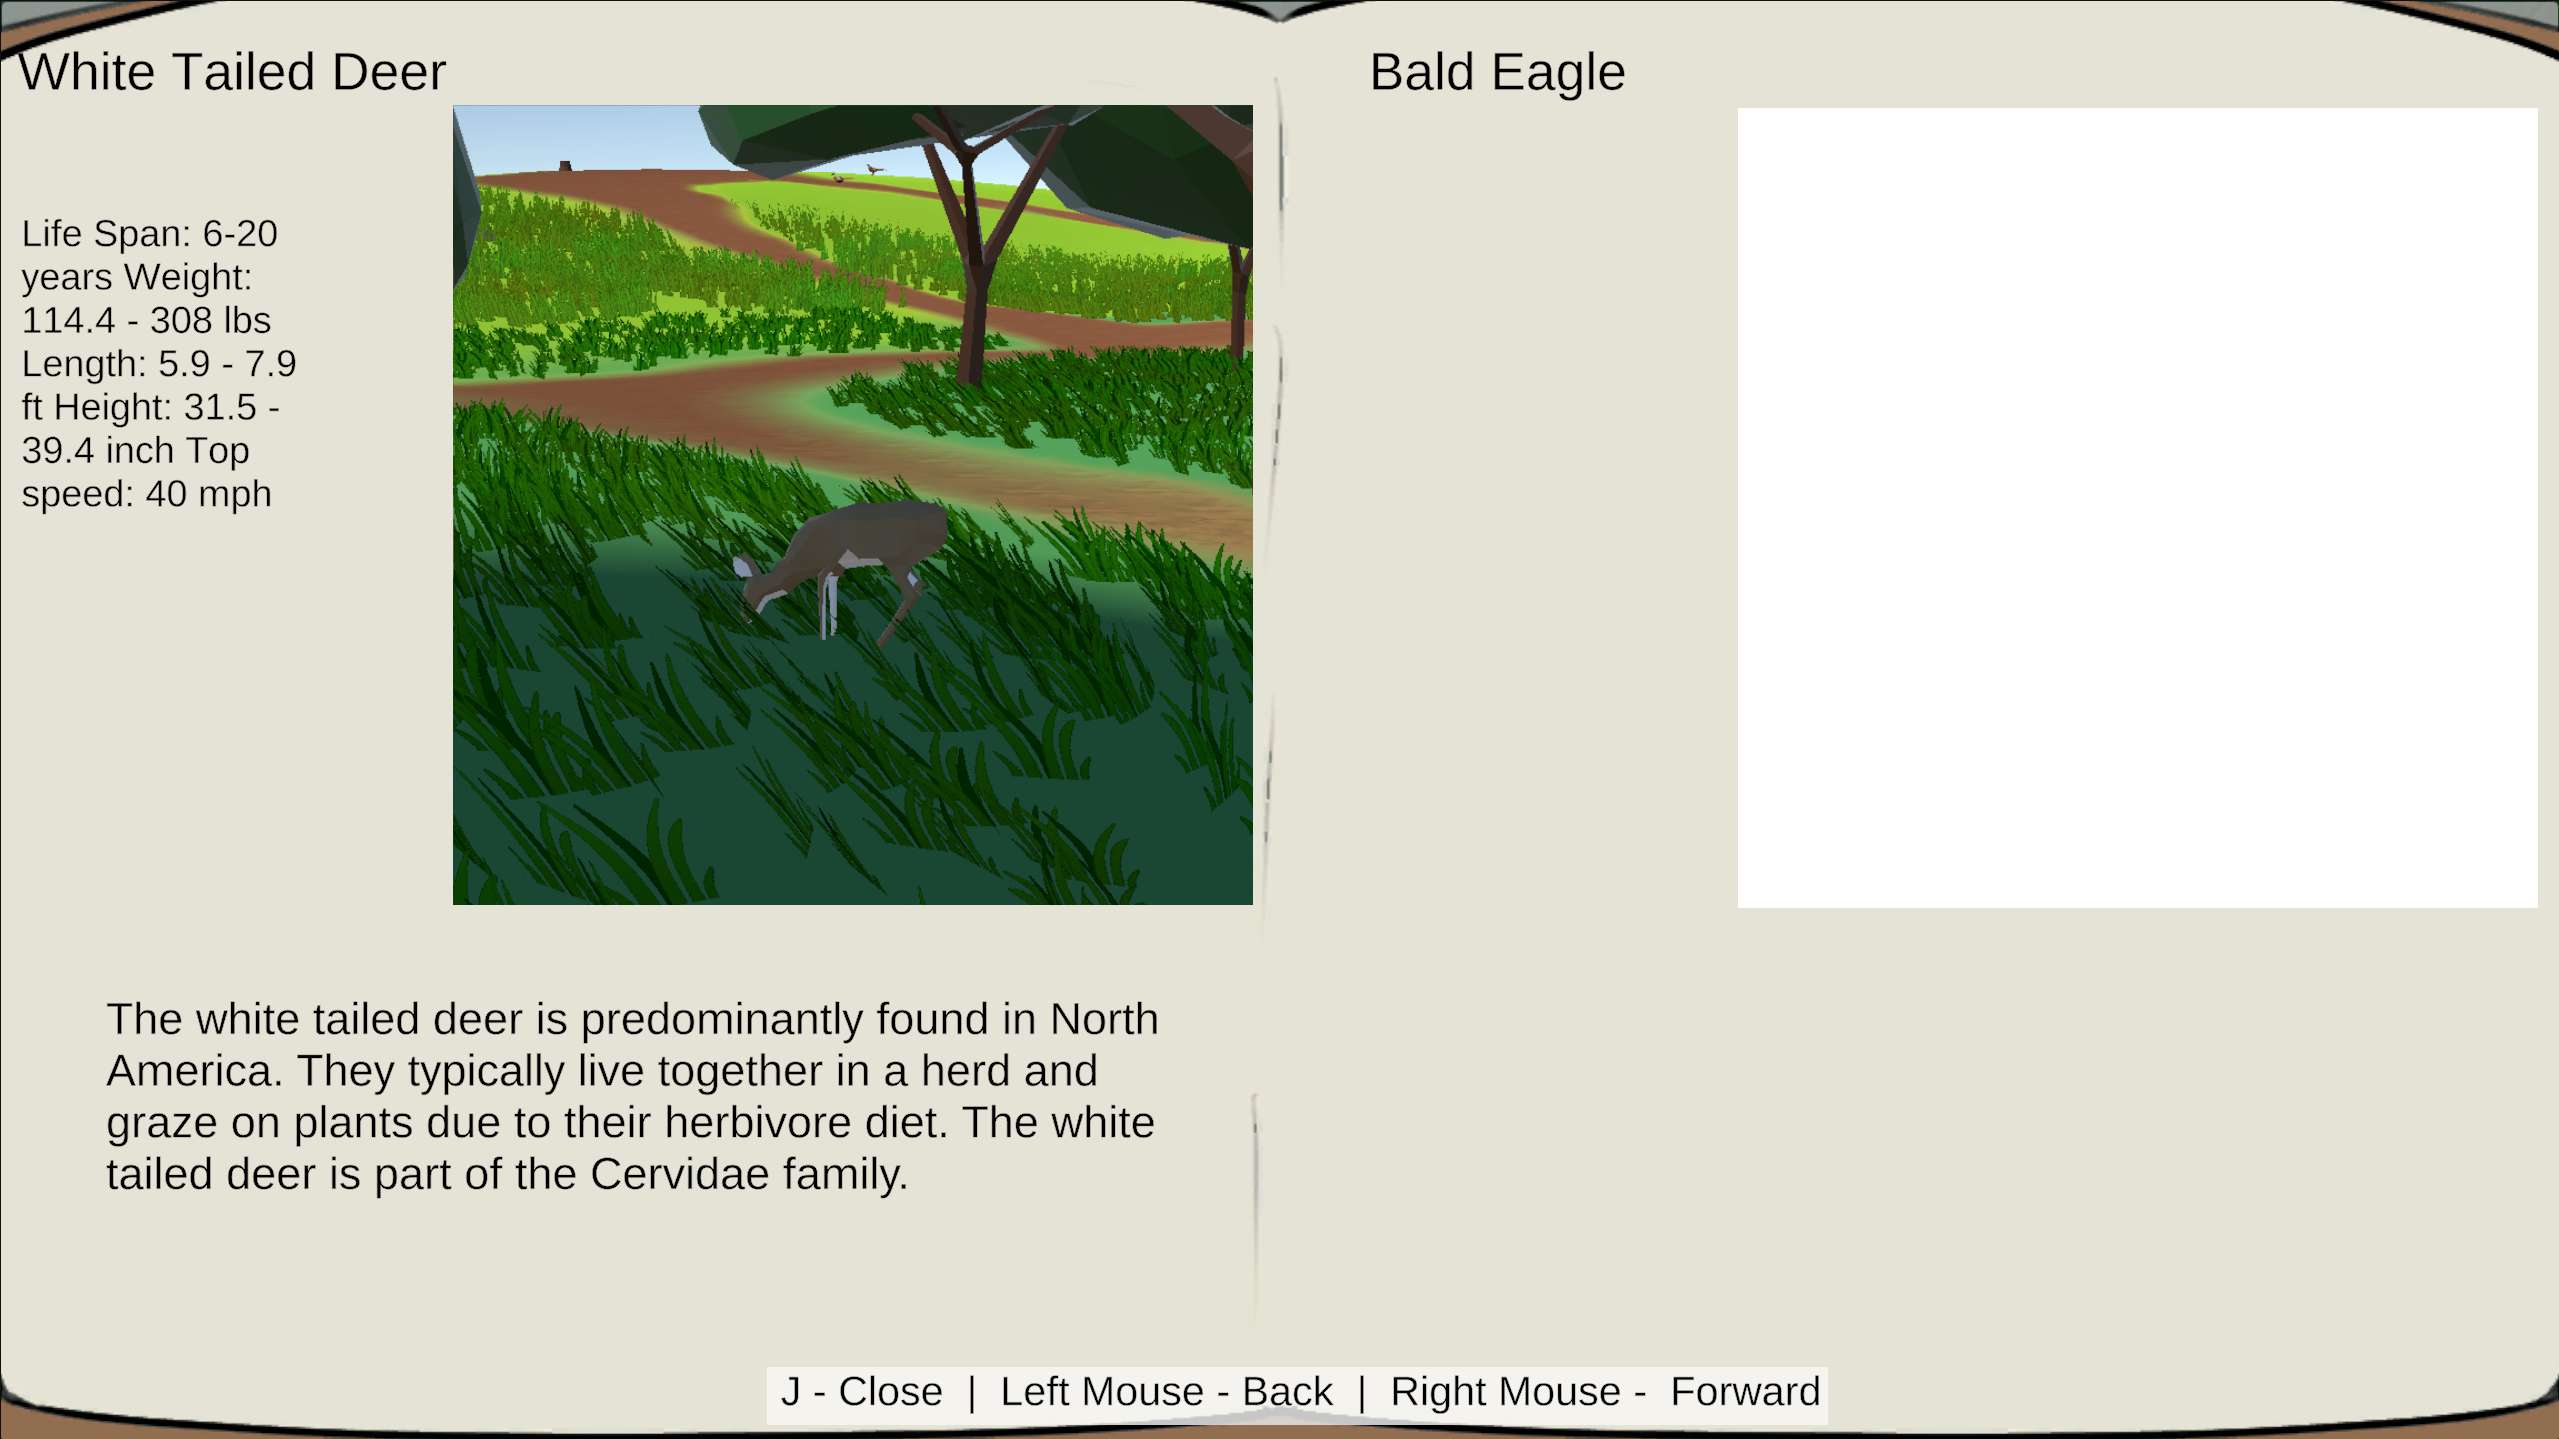 White Tailed Deer
Life Span: 6-20
years Weight:
114.4 - 308 lbs
Length: 5.9 - 7.9
ft Height: 31.5 -
39.4 inch Top
speed: 40 mph
The white tailed deer is predominantly found in North
America. They typically live together in a herd and
graze on plants due to their herbivore diet. The white
tailed deer is part of the Cervidae family.
Bald Eagle
J - Close | Left Mouse - Back | Right Mouse - Forward